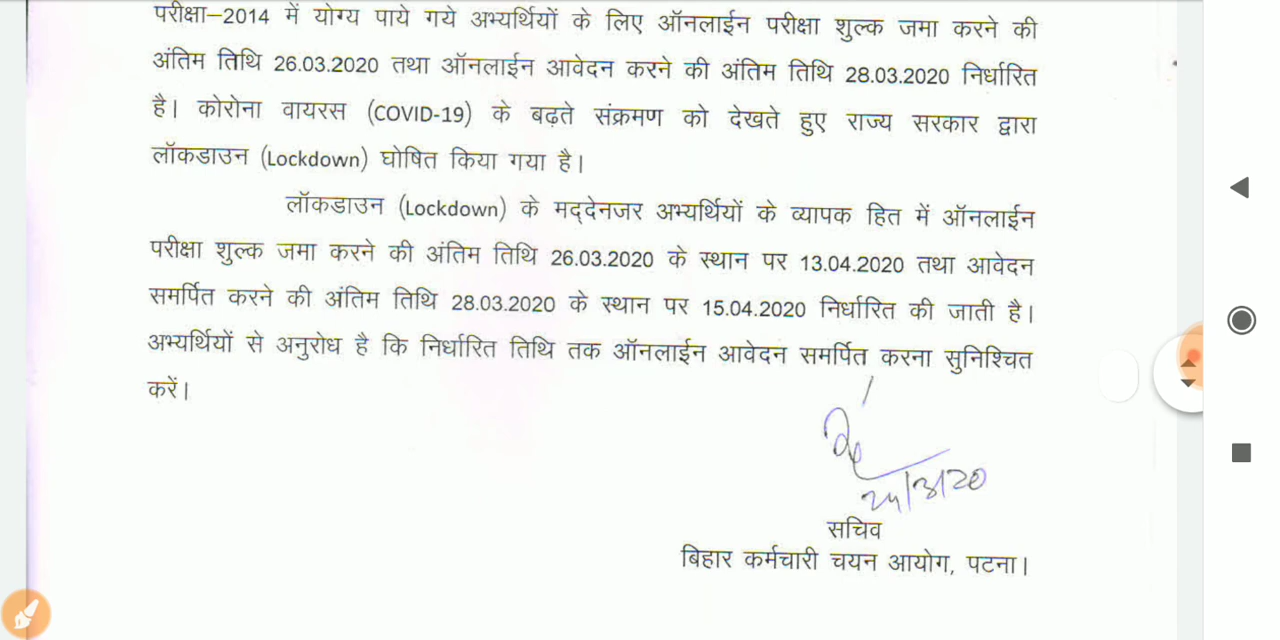 परीक्षा–2014 में योग्य पाये गये अभ्यर्थियों के लिए ऑनलाईन परीक्षा शुल्क जमा करने की
अंतिम तिथि 26.03.2020 तथा ऑनलाईन आवेदन करने की अंतिम तिथि 28.03.2020 निर्धारित
है। कोरोना वायरस (COVID-19) के बढ़ते संक्रमण को देखते हुए राज्य सरकार द्वारा
लॉकडाउन (Lockdown) घोषित किया गया है।
लॉकडाउन (Lockdown) के मद्देनजर अभ्यर्थियों के व्यापक हित में ऑनलाईन
परीक्षा शुल्क जमा करने की अंतिम तिथि 26.03.2020 के स्थान पर 13.04.2020 तथा आवेदन
समर्पित करने की अंतिम तिथि 28.03.2020 के स्थान पर 15.04.2020 निर्धारित की जाती है।
अभ्यर्थियों से अनुरोध है कि निर्धारित तिथि तक ऑनलाईन आवेदन समर्पित करना सुनिश्चित
करें।
सचिव
बिहार कर्मचारी चयन आयोग, पटना।